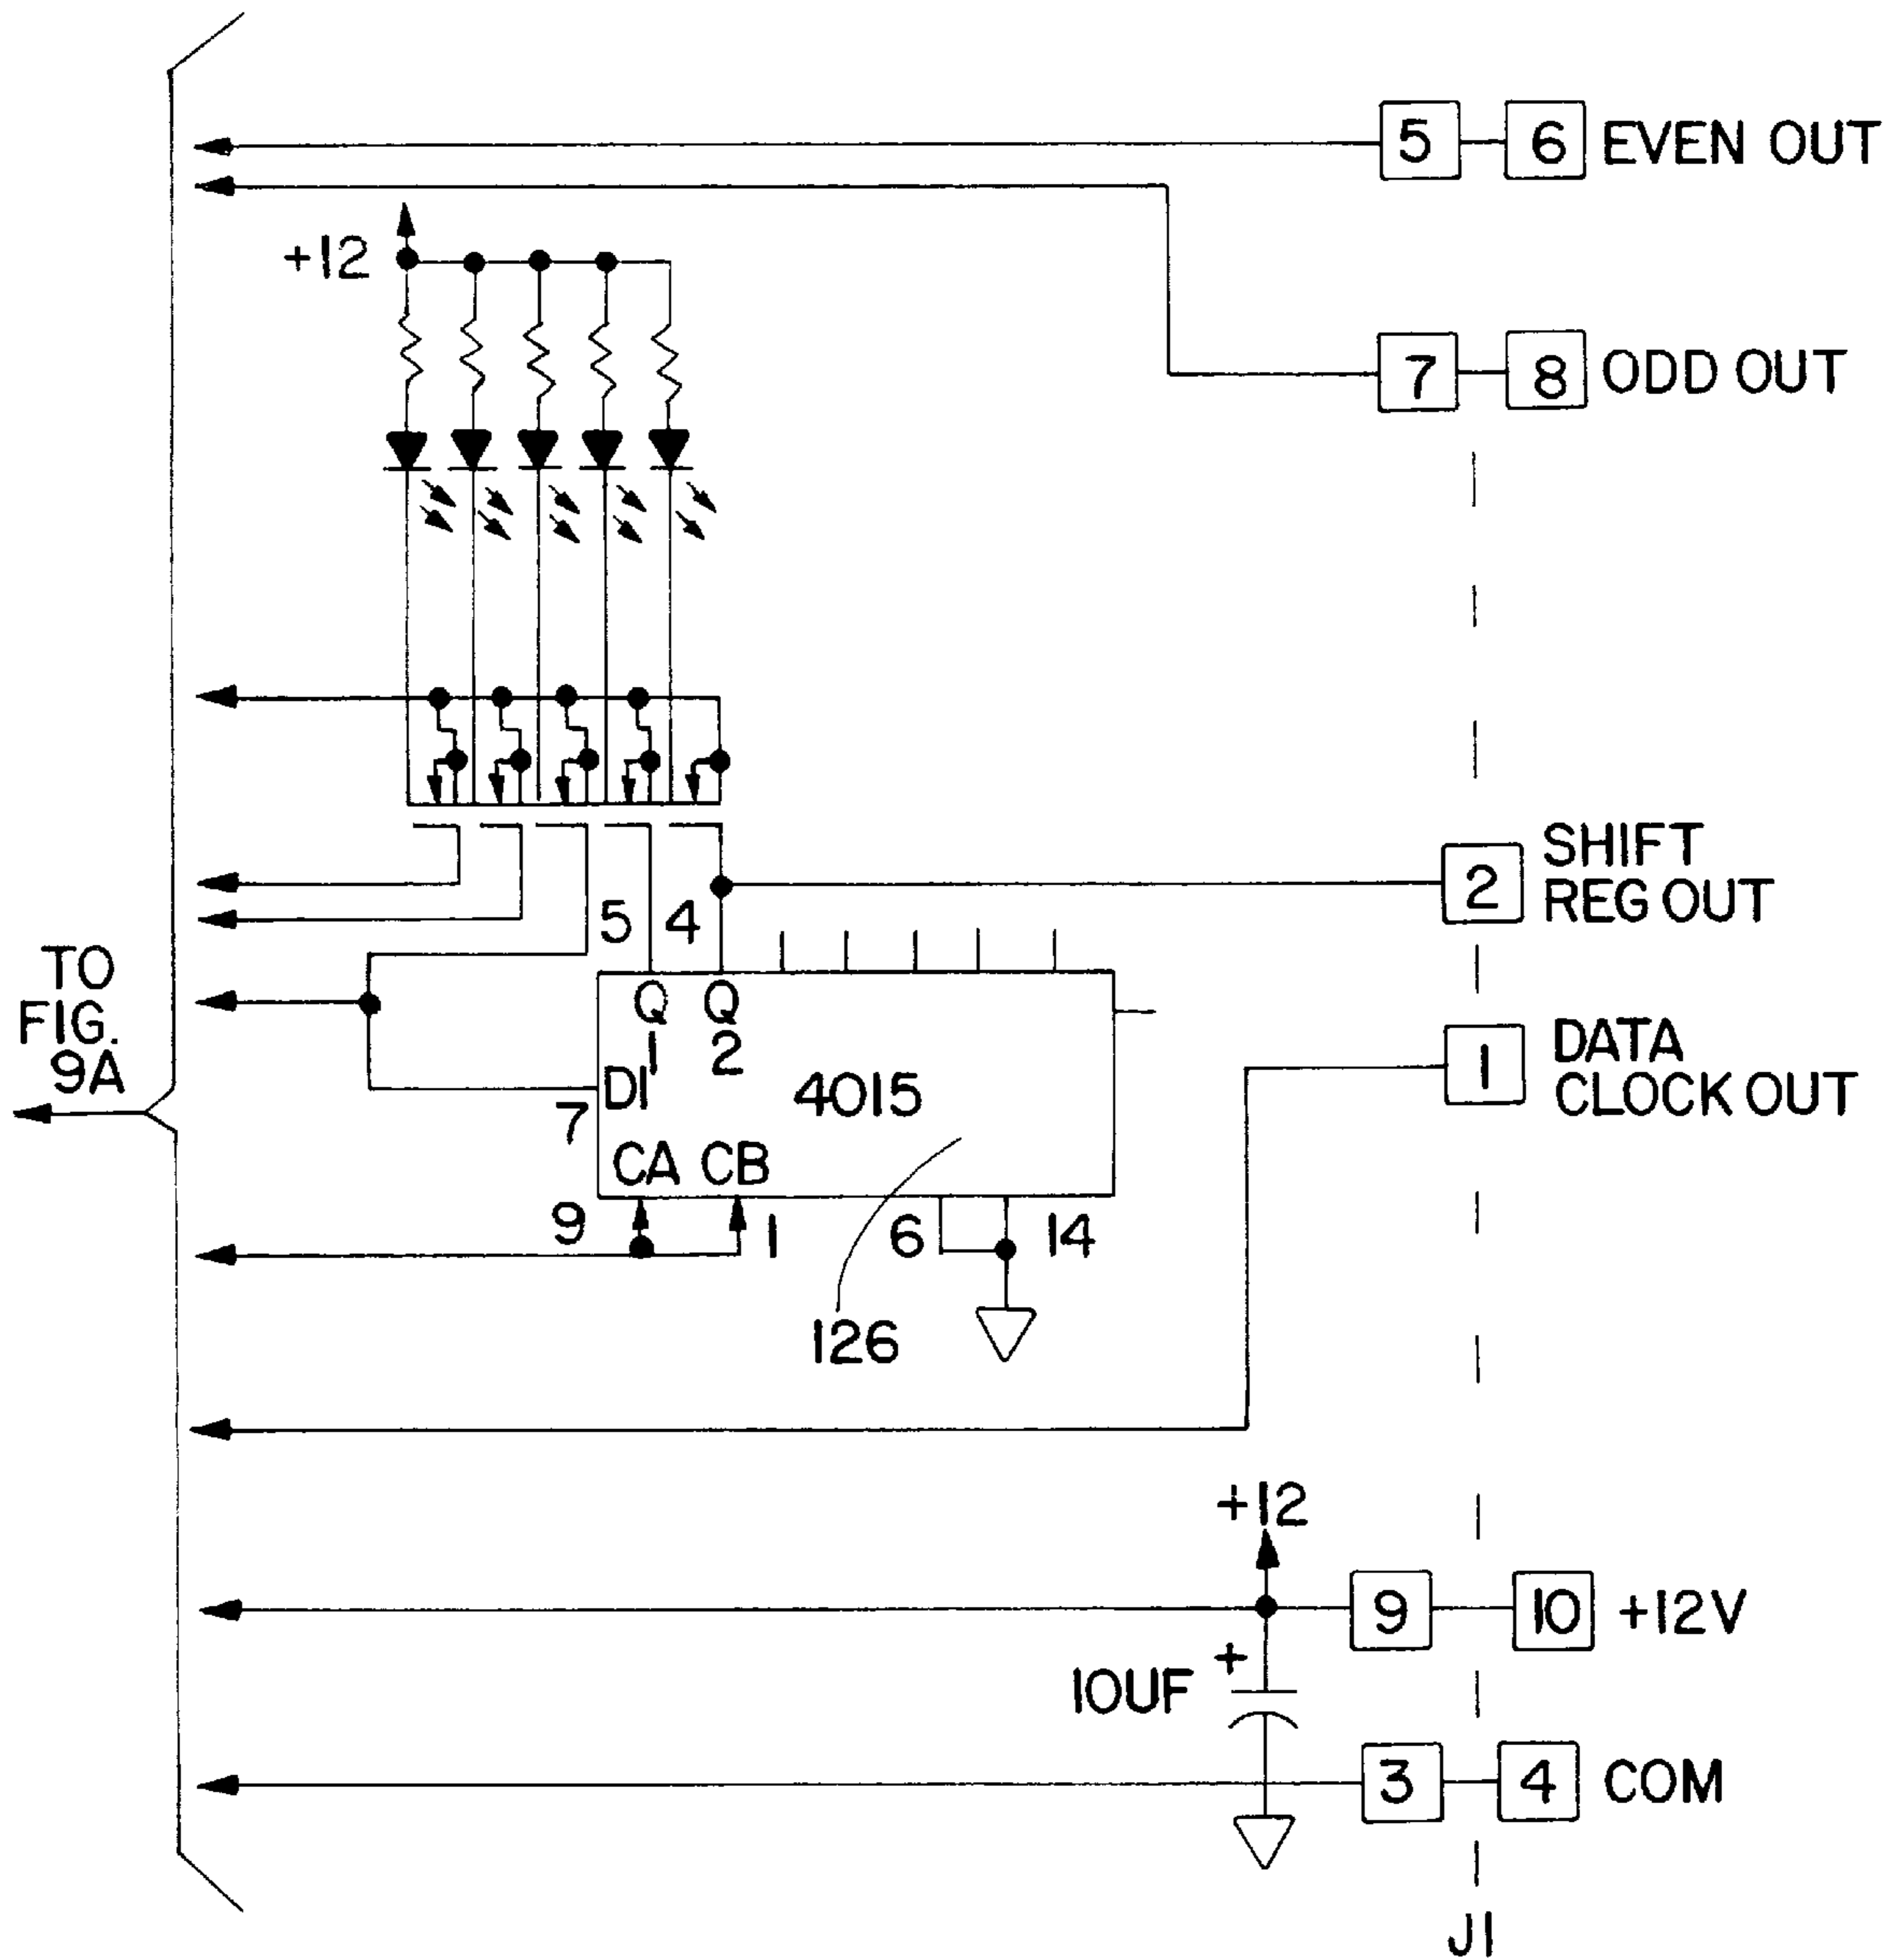 5 6 EVEN OUT
+12
7 8 ODD OUT
SHIFT
2 REG OUT
5 4
TO
FIG.
9A
Q Q
1 2
DI
7
4015
1 DATA
CLOCK OUT
CA CB
9 1 6 14
126
+12
9 10 +12V
+
10UF
3 4 COM
J1